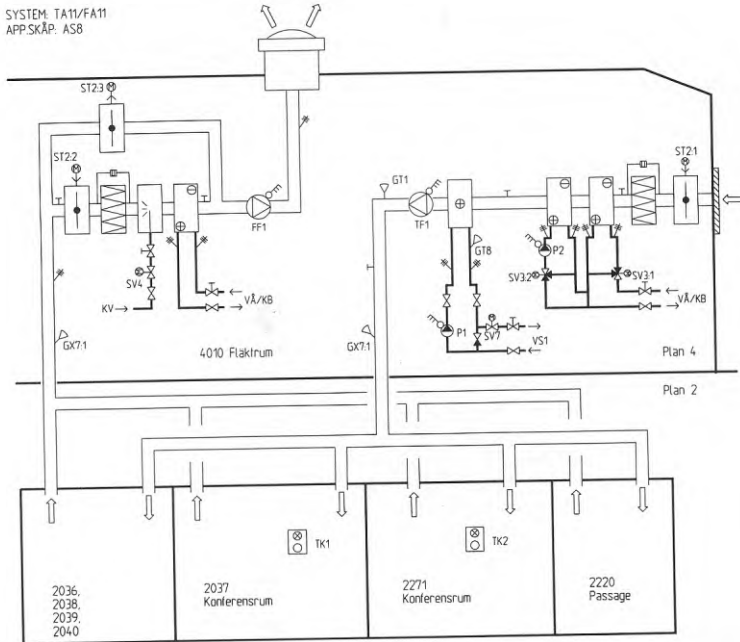 SYSTEM: TA11/FA11
APP.SKÅP: AS8
ST2:3
M
ST2:2
M
ST2:1
M
GT1
FF1
TF1
GT8
P2
SV3:2
SV3:1
SV4
KV
VÅ/KB
VÅ/KB
M
P1
SV7
VS1
GX7:1
GX7:1
4010 Fläktrum
Plan 4
Plan 2
TK1
TK2
2036,
2038,
2039,
2040
2037
Konferensrum
2271
Konferensrum
2220
Passage